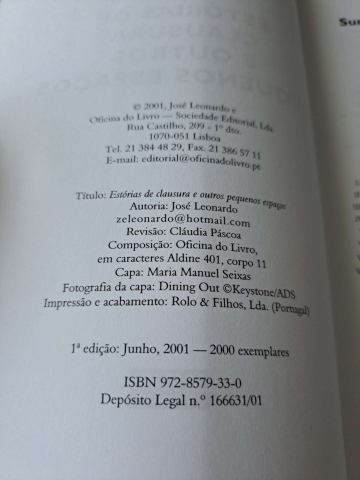 © 2001, José Leonardo e
Oficina do Livro — Sociedade Editorial, Lda.
Rua Castilho, 209 - 1º dto.
1070-051 Lisboa
Tel. 21 384 48 29, Fax. 21 386 57 11
E-mail: editorial@oficinadolivro.pt
Título: Estórias de clausura e outros pequenos espaços
Autoria: José Leonardo
zeleonardo@hotmail.com
Revisão: Cláudia Páscoa
Composição: Oficina do Livro,
em caracteres Aldine 401, corpo 11
Capa: Maria Manuel Seixas
Fotografia da capa: Dining Out ©Keystone/ADS
Impressão e acabamento: Rolo & Filhos, Lda. (Portugal)
1ª edição: Junho, 2001 — 2000 exemplares
ISBN 972-8579-33-0
Depósito Legal n.º 166631/01